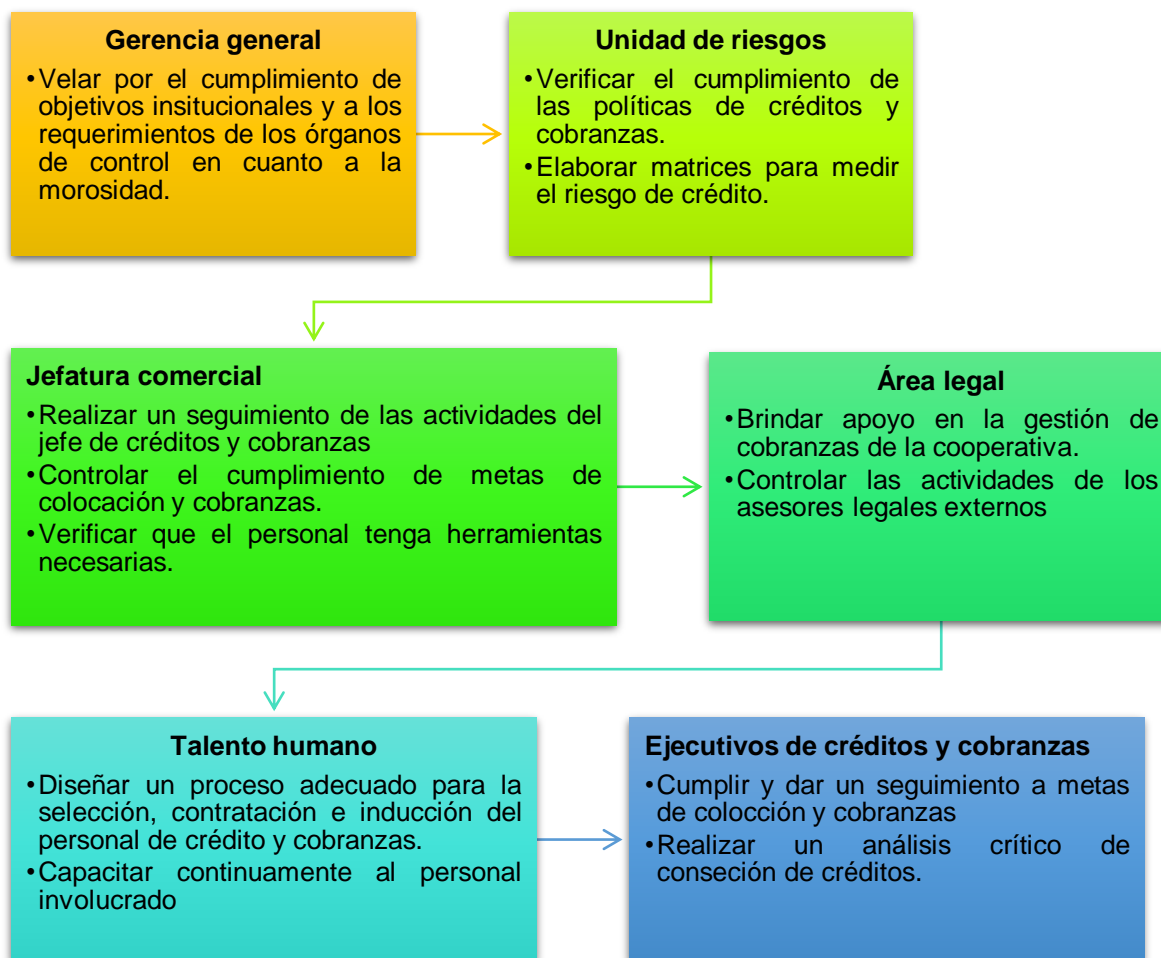 Gerencia general
•Velar por el cumplimiento de
objetivos insitucionales y a los
requerimientos de los órganos
de control en cuanto a la
morosidad.
Unidad de riesgos
•Verificar el cumplimiento de
las políticas de créditos y
cobranzas.
•Elaborar matrices para medir
el riesgo de crédito.
Jefatura comercial
•Realizar un seguimiento de las actividades del
jefe de créditos y cobranzas
•Controlar el cumplimiento de metas de
colocación y cobranzas.
•Verificar que el personal tenga herramientas
necesarias.
Área legal
•Brindar apoyo en la gestión de
cobranzas de la cooperativa.
•Controlar las actividades de los
asesores legales externos
Talento humano
•Diseñar un proceso adecuado para la
selección, contratación e inducción del
personal de crédito y cobranzas.
•Capacitar continuamente al personal
involucrado
Ejecutivos de créditos y cobranzas
•Cumplir y dar un seguimiento a metas
de colocción y cobranzas
•Realizar un análisis crítico de
conseción de créditos.